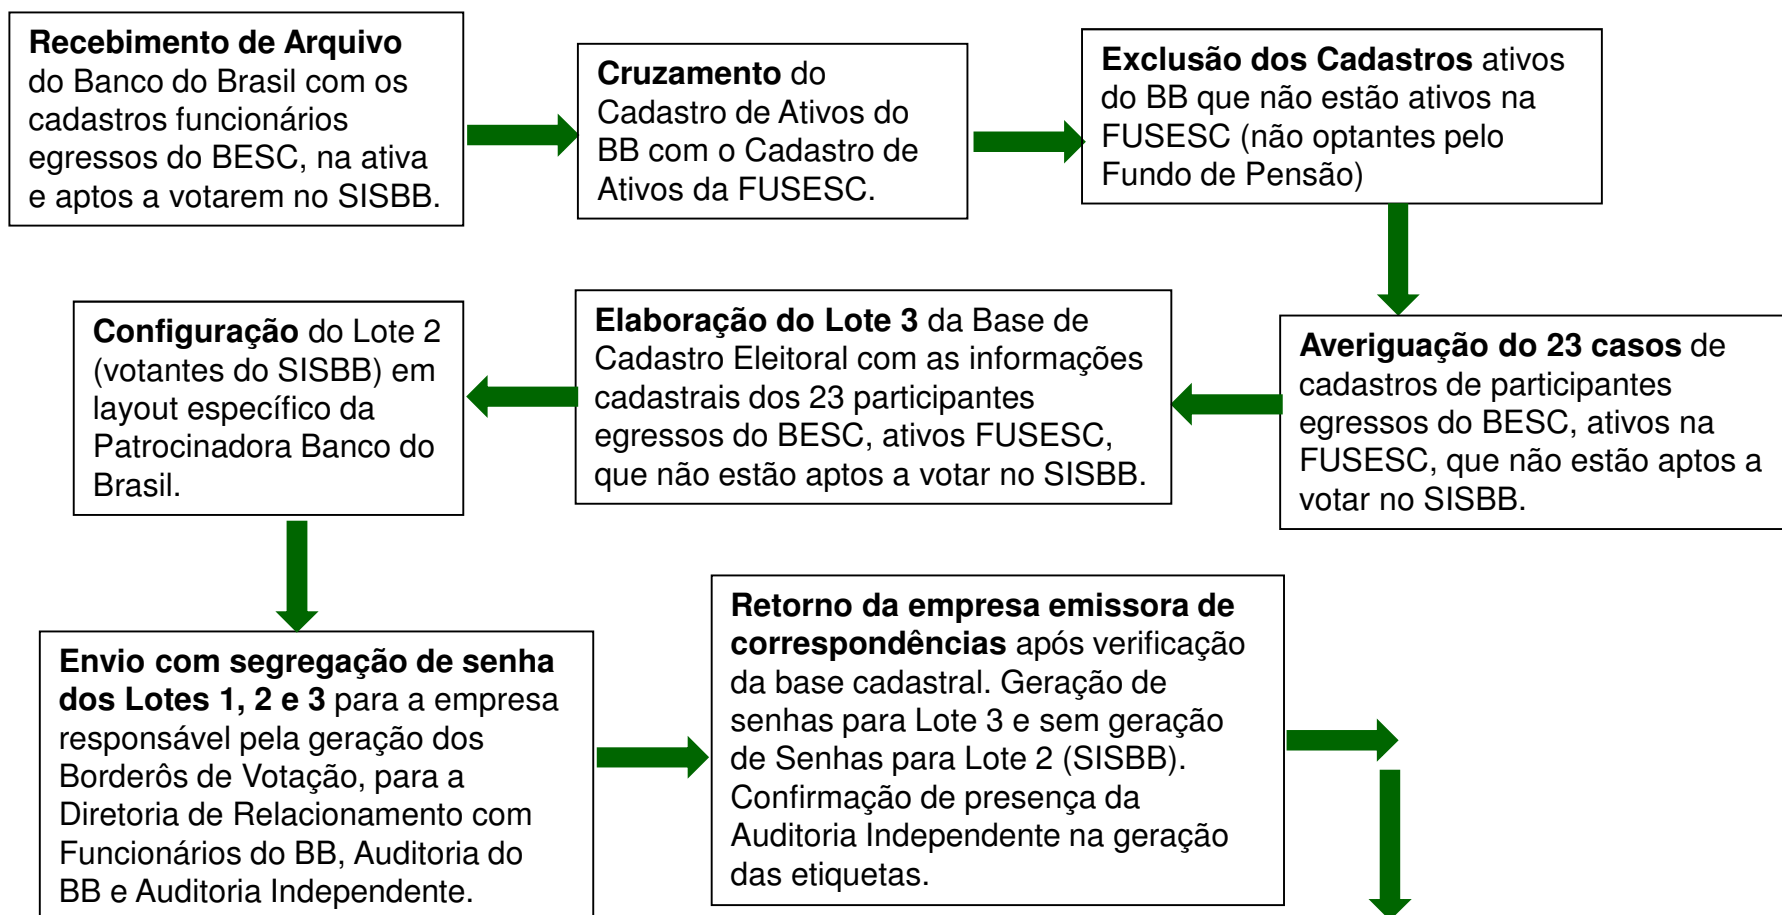 Recebimento de Arquivo
do Banco do Brasil com os
cadastros funcionários
egressos do BESC, na ativa
e aptos a votarem no SISBB.
Cruzamento do
Cadastro de Ativos do
BB com o Cadastro de
Ativos da FUSESC.
Exclusão dos Cadastros ativos
do BB que não estão ativos na
FUSESC (não optantes pelo
Fundo de Pensão)
Averiguação do 23 casos de
cadastros de participantes
egressos do BESC, ativos na
FUSESC, que não estão aptos a
votar no SISBB.
Elaboração do Lote 3 da Base de
Cadastro Eleitoral com as informações
cadastrais dos 23 participantes
egressos do BESC, ativos FUSESC,
que não estão aptos a votar no SISBB.
Configuração do Lote 2
(votantes do SISBB) em
layout específico da
Patrocinadora Banco do
Brasil.
Envio com segregação de senha
dos Lotes 1, 2 e 3 para a empresa
responsável pela geração dos
Borderôs de Votação, para a
Diretoria de Relacionamento com
Funcionários do BB, Auditoria do
BB e Auditoria Independente.
Retorno da empresa emissora de
correspondências após verificação
da base cadastral. Geração de
senhas para Lote 3 e sem geração
de Senhas para Lote 2 (SISBB).
Confirmação de presença da
Auditoria Independente na geração
das etiquetas.